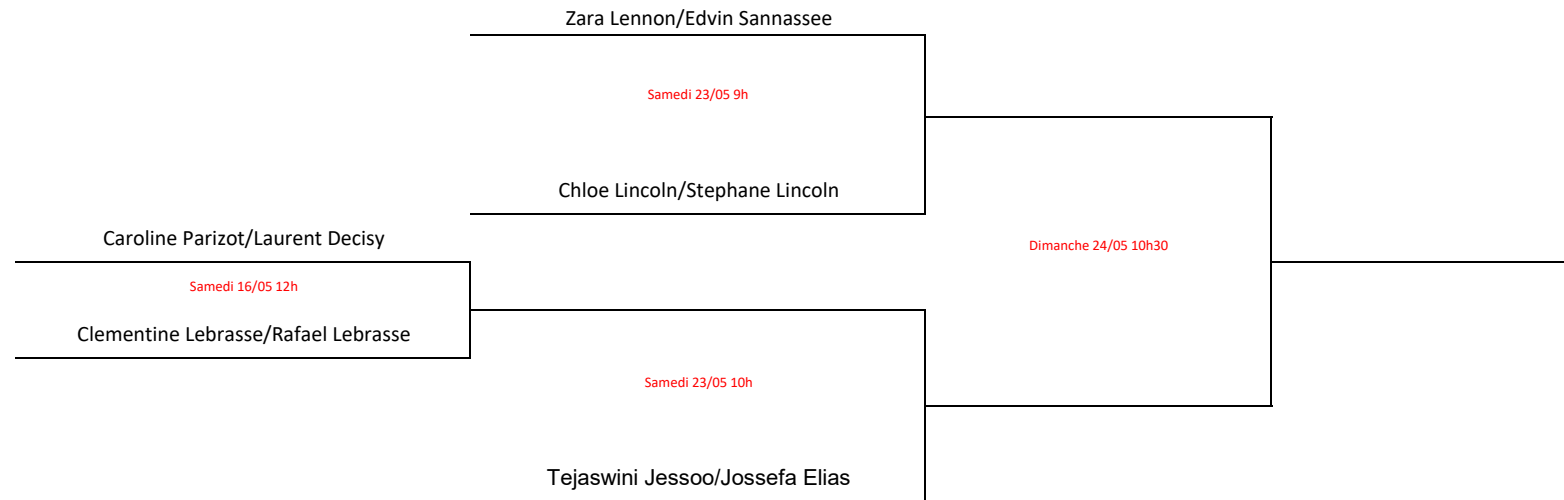 Zara Lennon/Edvin Sannassee
Samedi 23/05 9h
Chloe Lincoln/Stephane Lincoln
Caroline Parizot/Laurent Decisy
Dimanche 24/05 10h30
Samedi 16/05 12h
Clementine Lebrasse/Rafael Lebrasse
Samedi 23/05 10h
Tejaswini Jessoo/Jossefa Elias